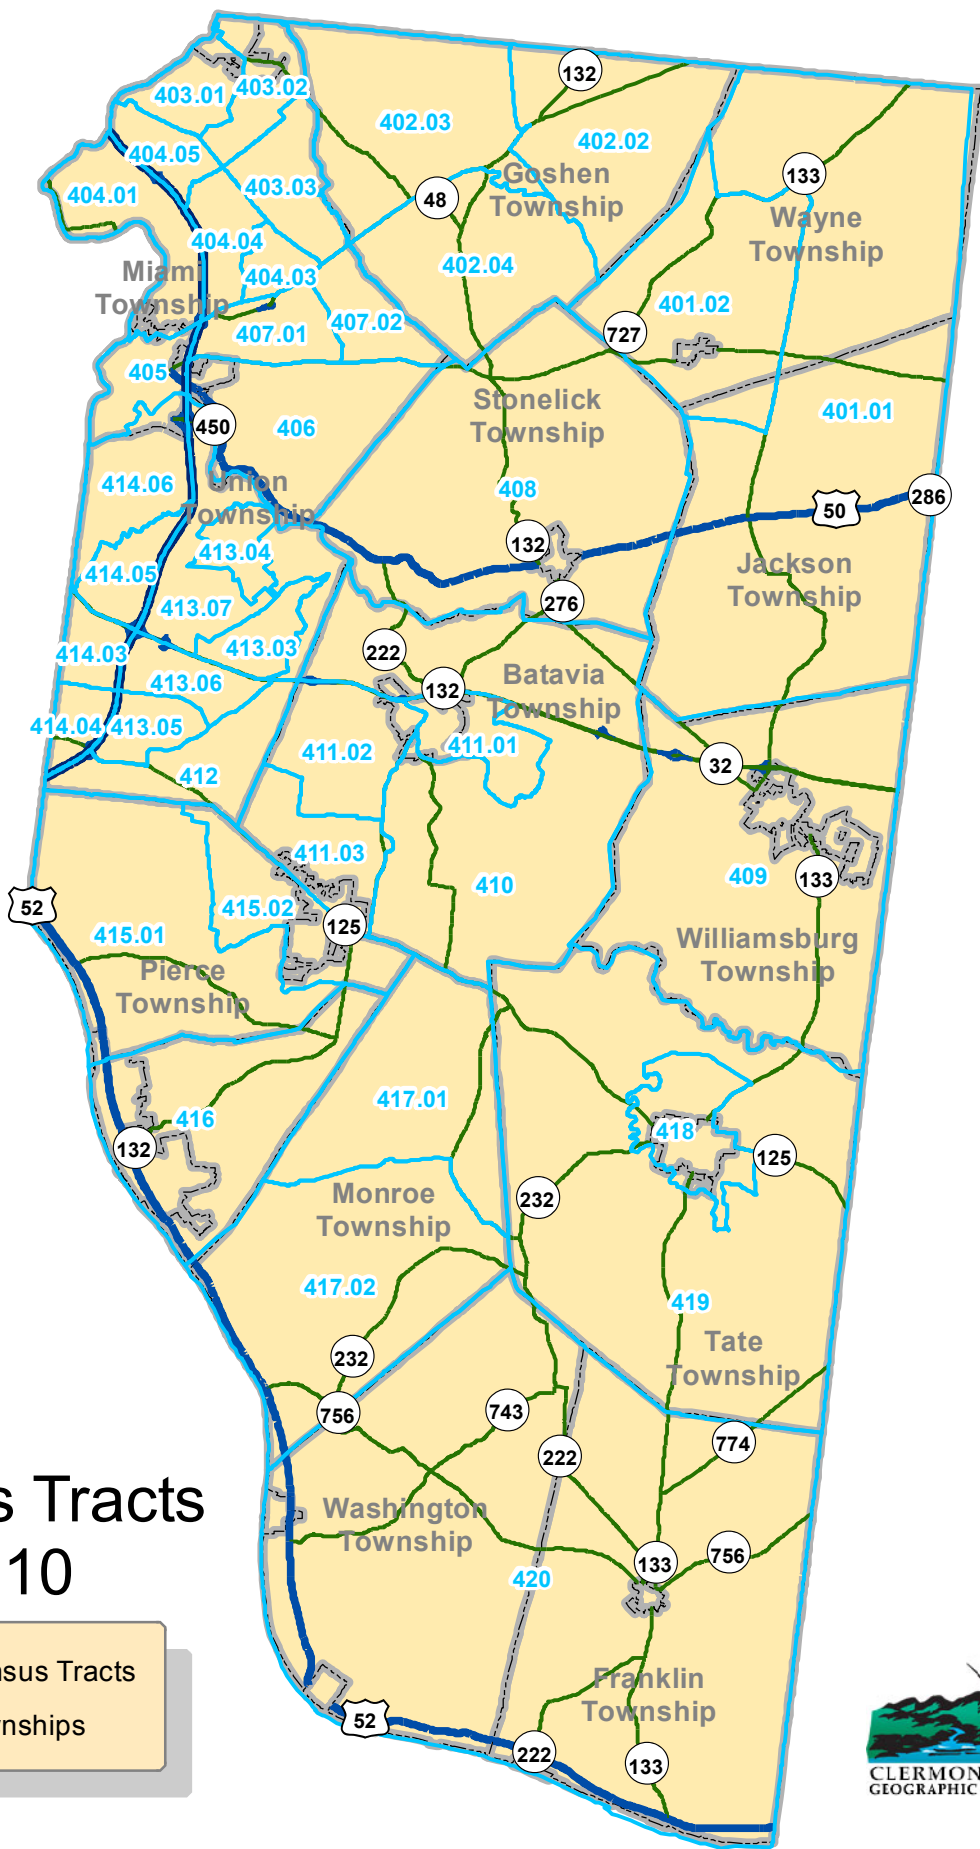 132
403.01
403.02
402.03
402.02
404.05
404.01
403.03
48
Goshen
Township
133
Wayne
Township
404.04
402.04
Miami
Township
404.03
401.02
407.01
407.02
727
405
Stonelick
Township
401.01
450
406
414.06
Union
Township
408
50
286
413.04
132
414.05
Jackson
Township
413.07
276
414.03
413.03
222
413.06
132
Batavia
Township
414.04
413.05
411.02
411.01
412
32
411.03
410
409
133
52
415.02
125
415.01
Williamsburg
Township
Pierce
Township
417.01
416
418
132
125
Monroe
Township
232
417.02
419
Tate
Township
232
756
743
774
222
s Tracts
10
Washington
Township
133
756
420
sus Tracts
wnships
Franklin
Township
52
222
133
CLERMON
GEOGRAPHIC